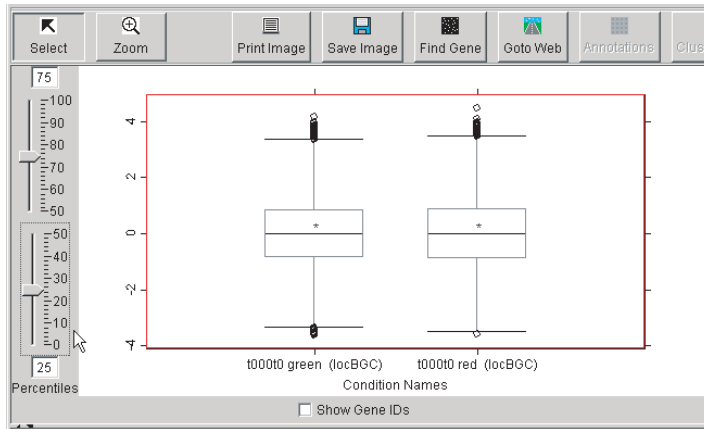 Select
Zoom
Print Image
Save Image
Find Gene
Goto Web
Annotations
Clus
75
100
90
80
70
60
50
50
40
30
20
10
0
25
Percentiles
4
2
0
-2
-4
t000t0 green (locBGC)
t000t0 red (locBGC)
Condition Names
Show Gene IDs